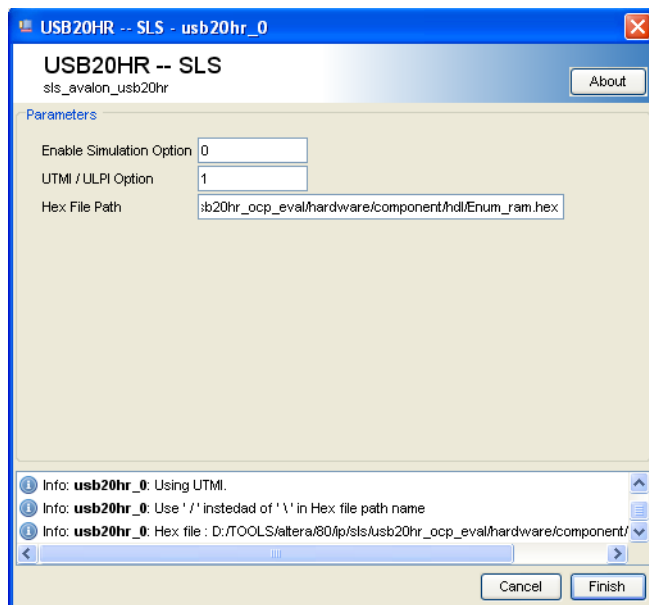 USB20HR -- SLS - usb20hr_0
USB20HR -- SLS
sls_avalon_usb20hr
About
Parameters
Enable Simulation Option 0
UTMI / ULPI Option 1
Hex File Path sb20hr_ocp_eval/hardware/component/hdl/Enum_ram.hex
Info: usb20hr_0: Using UTMI.
Info: usb20hr_0: Use ' / ' instedad of ' \ ' in Hex file path name
Info: usb20hr_0: Hex file : D:/TOOLS/altera/80/ip/sls/usb20hr_ocp_eval/hardware/component/
Cancel Finish